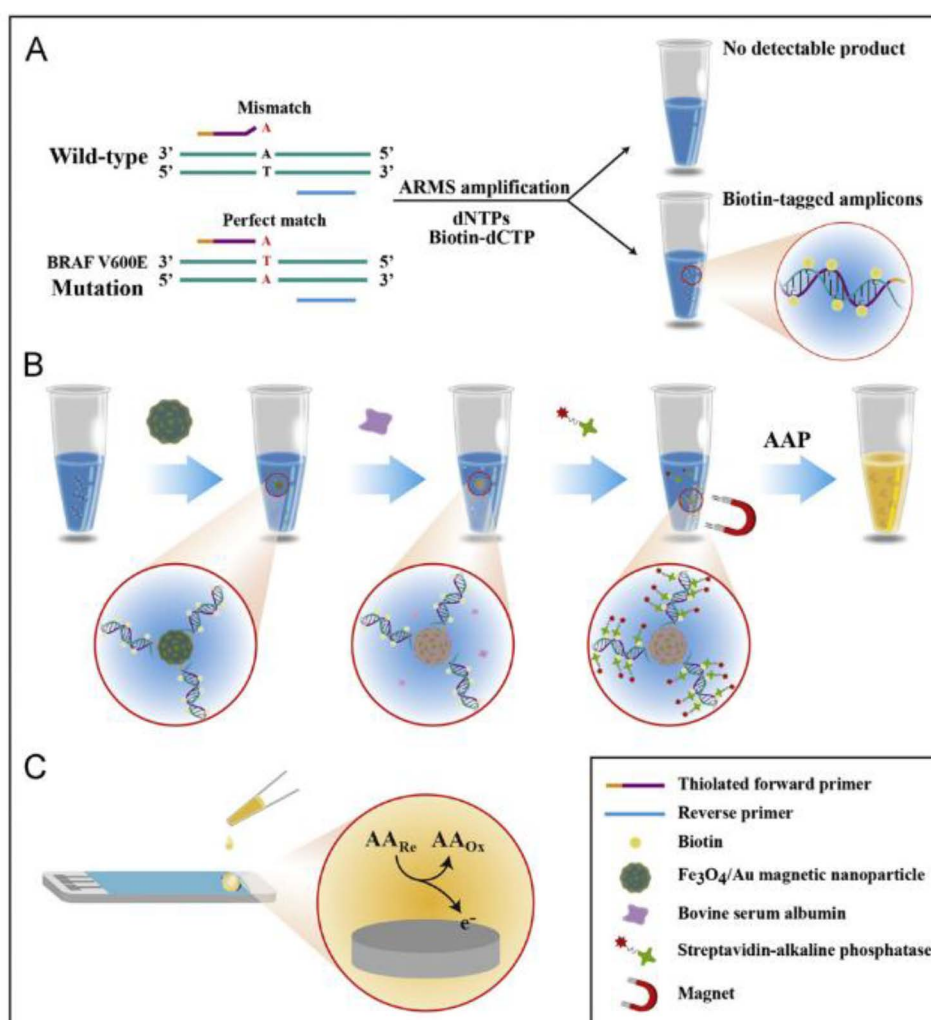 A
No detectable product
Mismatch
A
Wild-type 3’ A 5’
5’ T 3’
ARMS amplification
dNTPs
Biotin-dCTP
Biotin-tagged amplicons
Perfect match
A
BRAF V600E 3’ T 5’
Mutation 5’ A 3’
B
AAP
C
AARe AAOx
e-
Thiolated forward primer
Reverse primer
Biotin
Fe3O4/Au magnetic nanoparticle
Bovine serum albumin
Streptavidin-alkaline phosphatase
Magnet